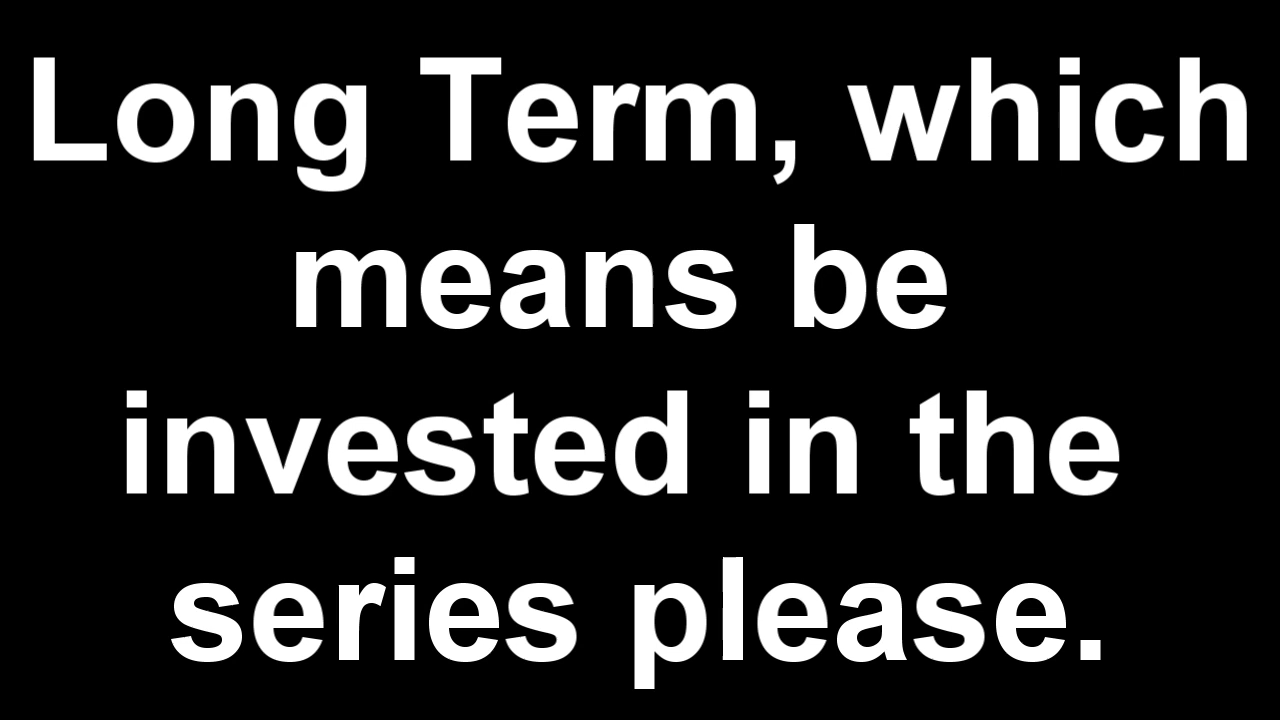 Long Term, which
means be
invested in the
series please.